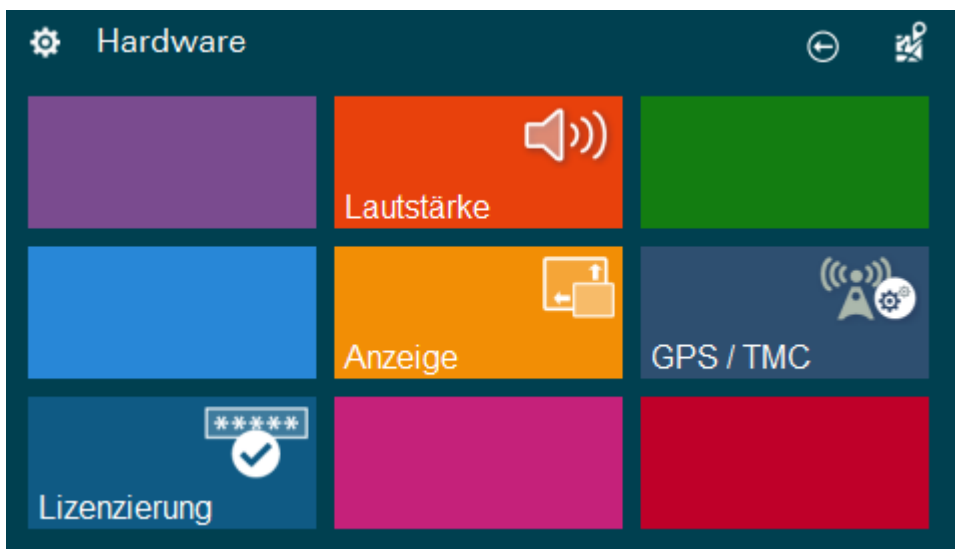 Hardware
Lautstärke
Anzeige
GPS / TMC
*****
Lizenzierung